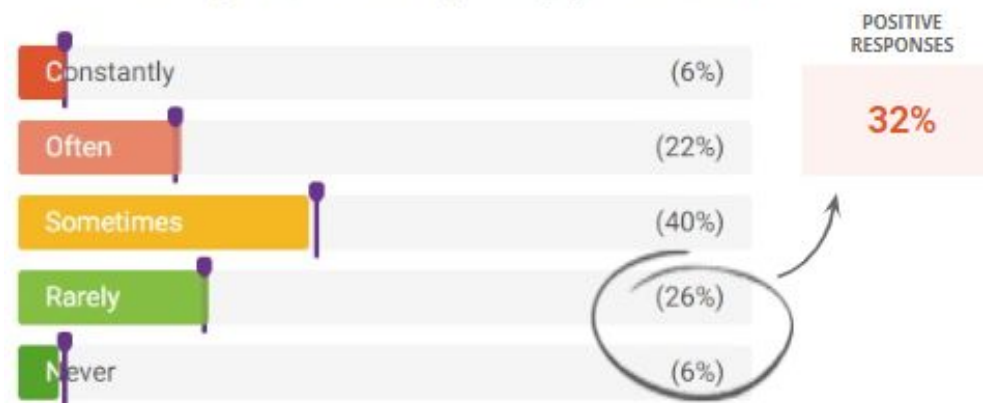 POSITIVE
RESPONSES
Constantly (6%)
32%
Often (22%)
Sometimes (40%)
Rarely (26%)
Never (6%)